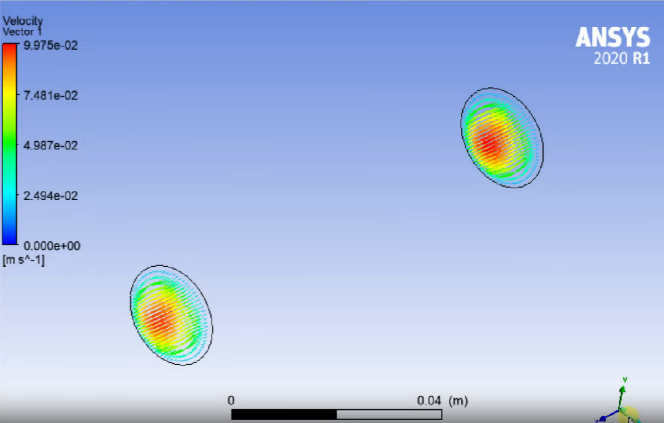 Velocity
Vector 1
9.975e-02
7.481e-02
4.987e-02
2.494e-02
0.000e+00
[m s^-1]
ANSYS
2020 R1
0 0.04 (m)
Y